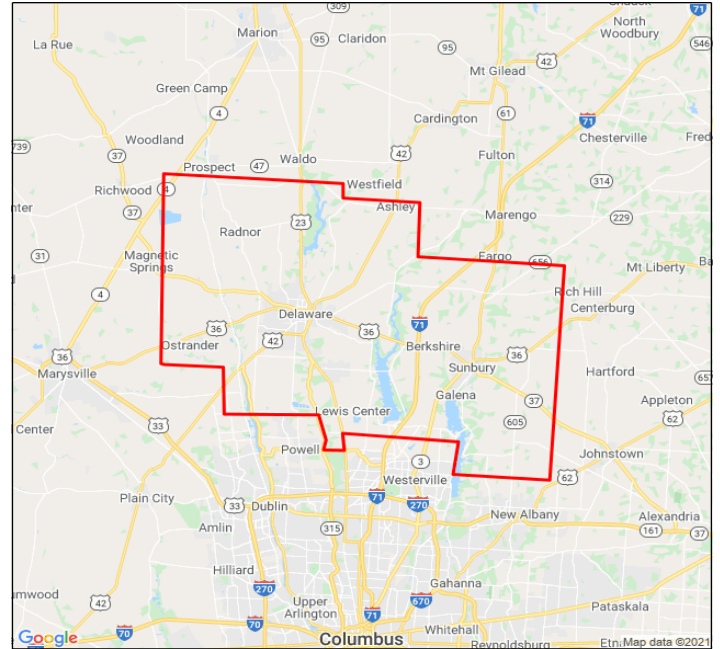 309
71
North
Woodbury
Marion
95
Claridon
La Rue
95
42
546
Mt Gilead
Green Camp
61
4
Cardington
71
Chesterville
739
Woodland
42
37
Waldo
Fulton
Prospect
47
314
Richwood
4
Westfield
37
Ashley
Marengo
229
23
Radnor
31
Magnetic
Springs
Fargo
656
Mt Liberty
4
Rich Hill
Centerburg
Delaware
36
36
71
42
Berkshire
36
Ostrander
36
Sunbury
Hartford
Marysville
657
Galena
37
Appleton
Lewis Center
605
62
33
Center
Powell
3
Johnstown
Westerville
62
Plain City
71
270
33
Dublin
New Albany
Alexandria
Amlin
315
161
37
Hilliard
270
Gahanna
42
Upper
Arlington
670
Pataskala
71
70
70
Whitehall
Google
Columbus
Reynoldsburg
Map data ©2021